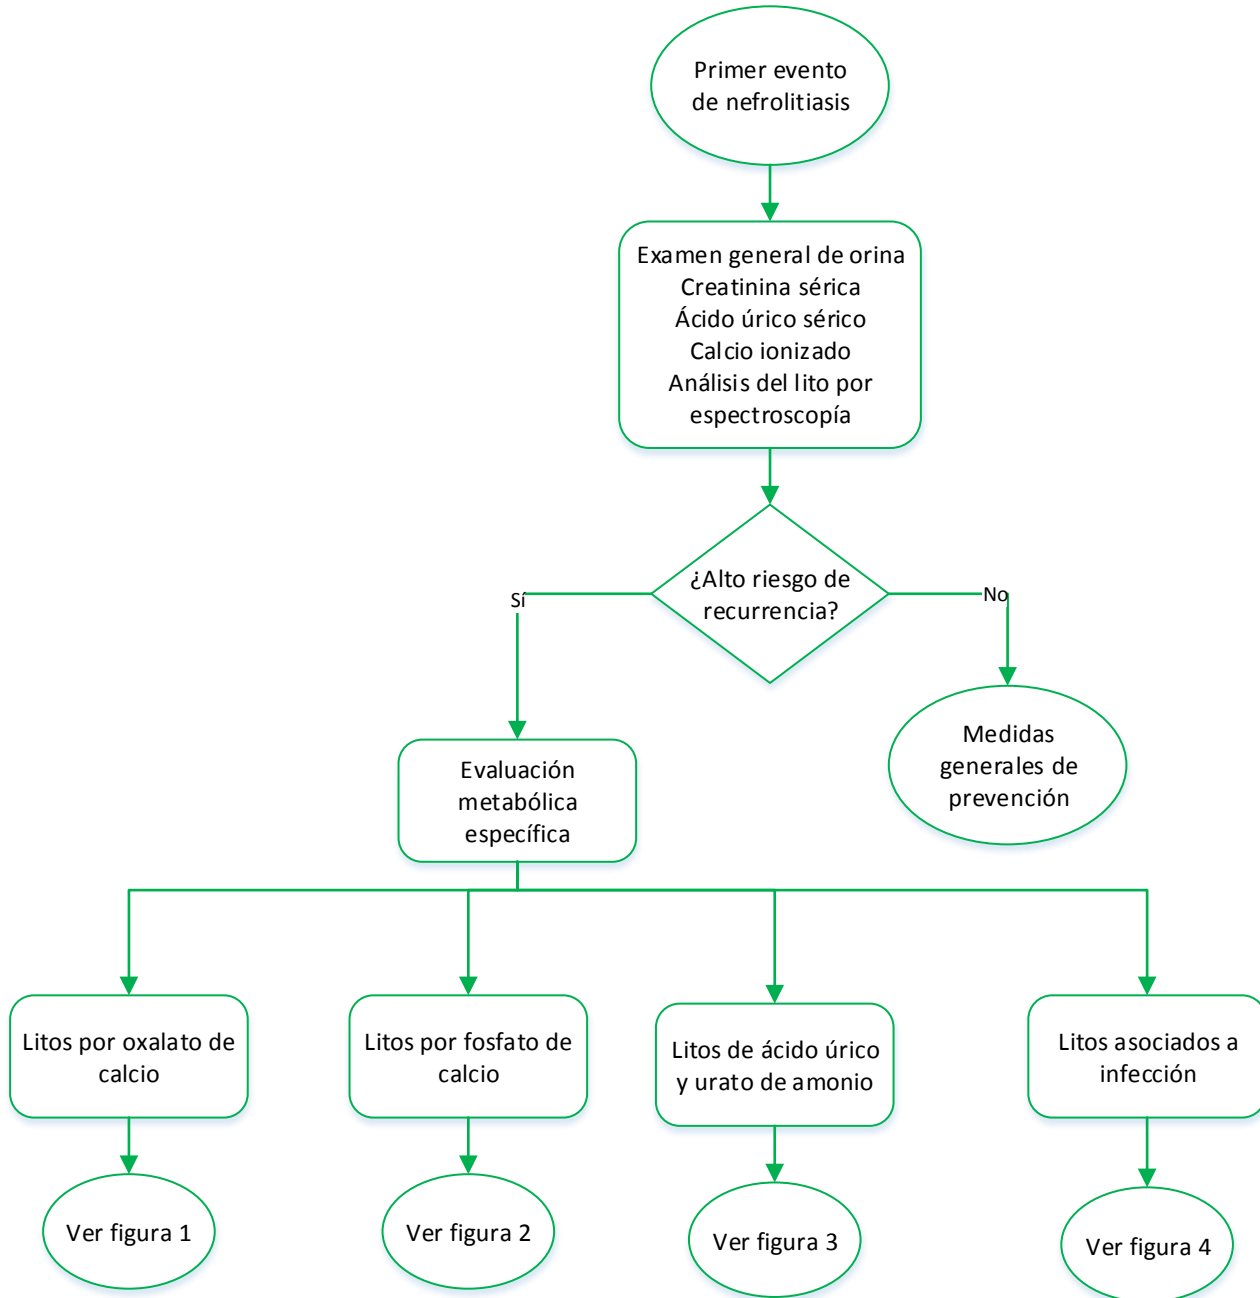 Primer evento
de nefrolitiasis
Examen general de orina
Creatinina sérica
Ácido úrico sérico
Calcio ionizado
Análisis del lito por
espectroscopía
¿Alto riesgo de
recurrencia?
Sí
No
Medidas
generales de
prevención
Evaluación
metabólica
específica
Litos por oxalato de
calcio
Litos por fosfato de
calcio
Litos de ácido úrico
y urato de amonio
Litos asociados a
infección
Ver figura 1
Ver figura 2
Ver figura 3
Ver figura 4